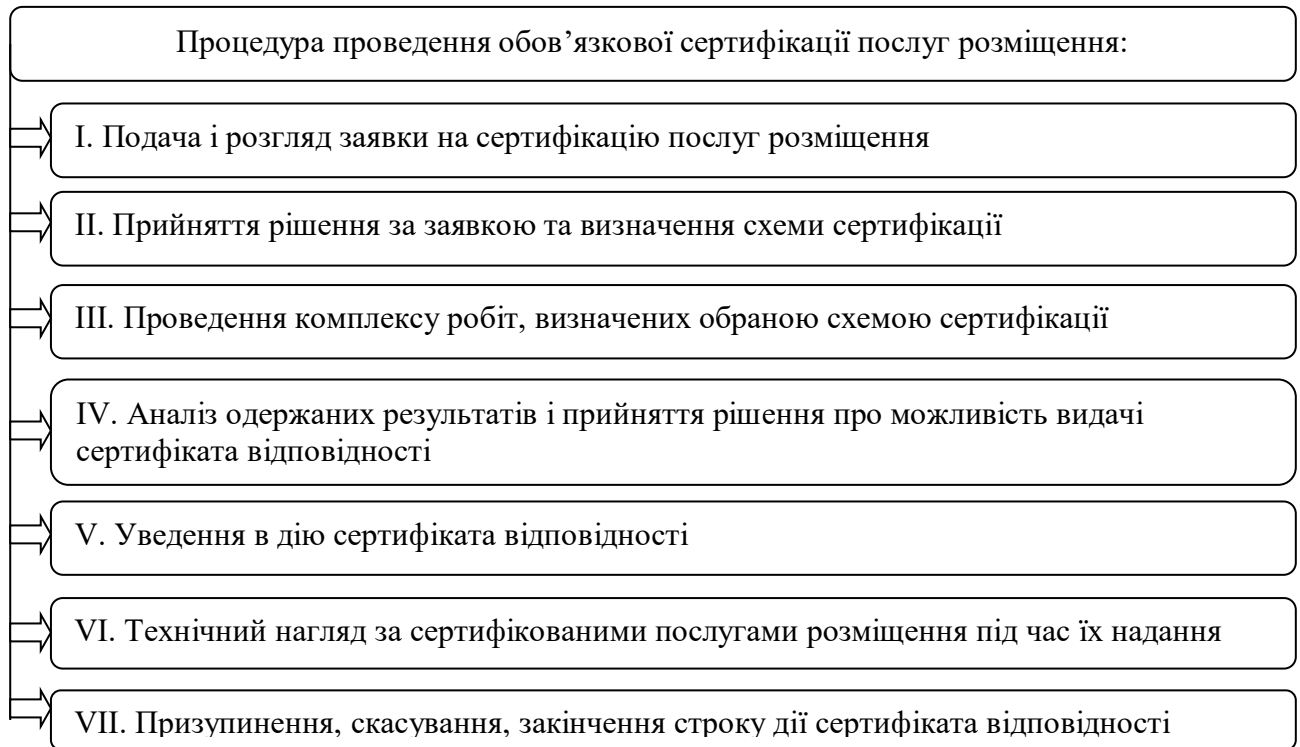 Процедура проведення обов’язкової сертифікації послуг розміщення:
І. Подача і розгляд заявки на сертифікацію послуг розміщення
ІІ. Прийняття рішення за заявкою та визначення схеми сертифікації
ІІІ. Проведення комплексу робіт, визначених обраною схемою сертифікації
IV. Аналіз одержаних результатів і прийняття рішення про можливість видачі
сертифіката відповідності
V. Уведення в дію сертифіката відповідності
VI. Технічний нагляд за сертифікованими послугами розміщення під час їх надання
VII. Призупинення, скасування, закінчення строку дії сертифіката відповідності